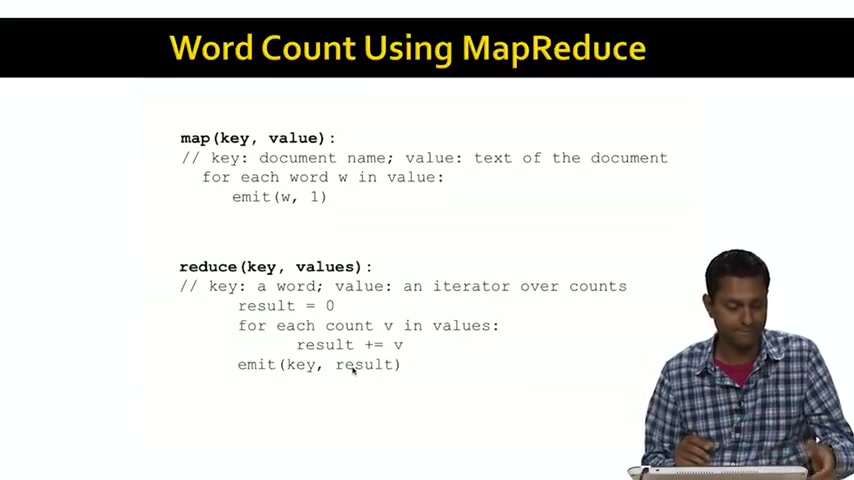 Word Count Using MapReduce
map(key, value):
// key: document name; value: text of the document
for each word w in value:
emit(w, 1)
reduce(key, values):
// key: a word; value: an iterator over counts
result = 0
for each count v in values:
result += v
emit(key, result)